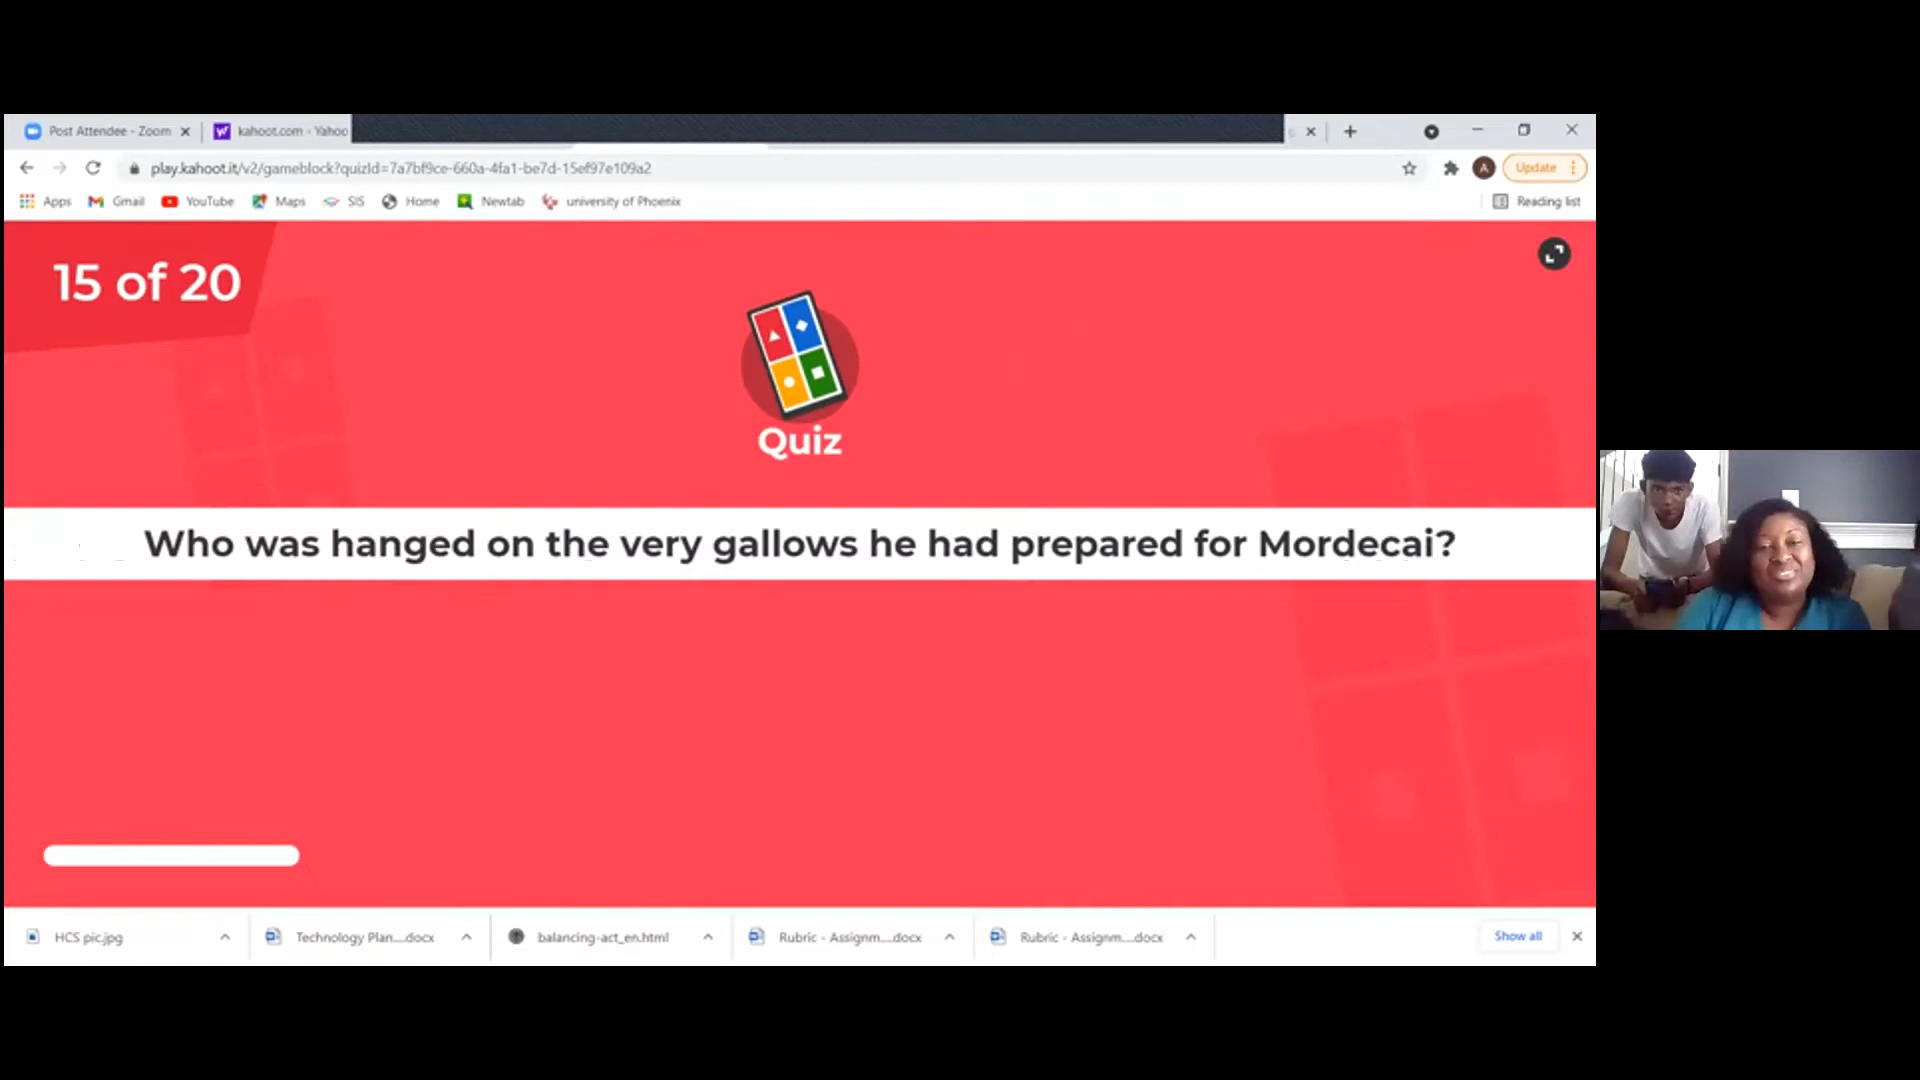 Post Attendee - Zoom
kahoot.com - Yahoo
play.kahoot.it/v2/gameblock?quizId=7a7bf9ce-660a-4fa1-be7d-15ef97e109a2
A
Update
Apps
Gmail
YouTube
Maps
SIS
Home
Newtab
university of Phoenix
Reading list
15 of 20
Quiz
Who was hanged on the very gallows he had prepared for Mordecai?
HCS pic.jpg
Technology Plan....docx
balancing-act_en.html
Rubric - Assignm....docx
Rubric - Assignm....docx
Show all